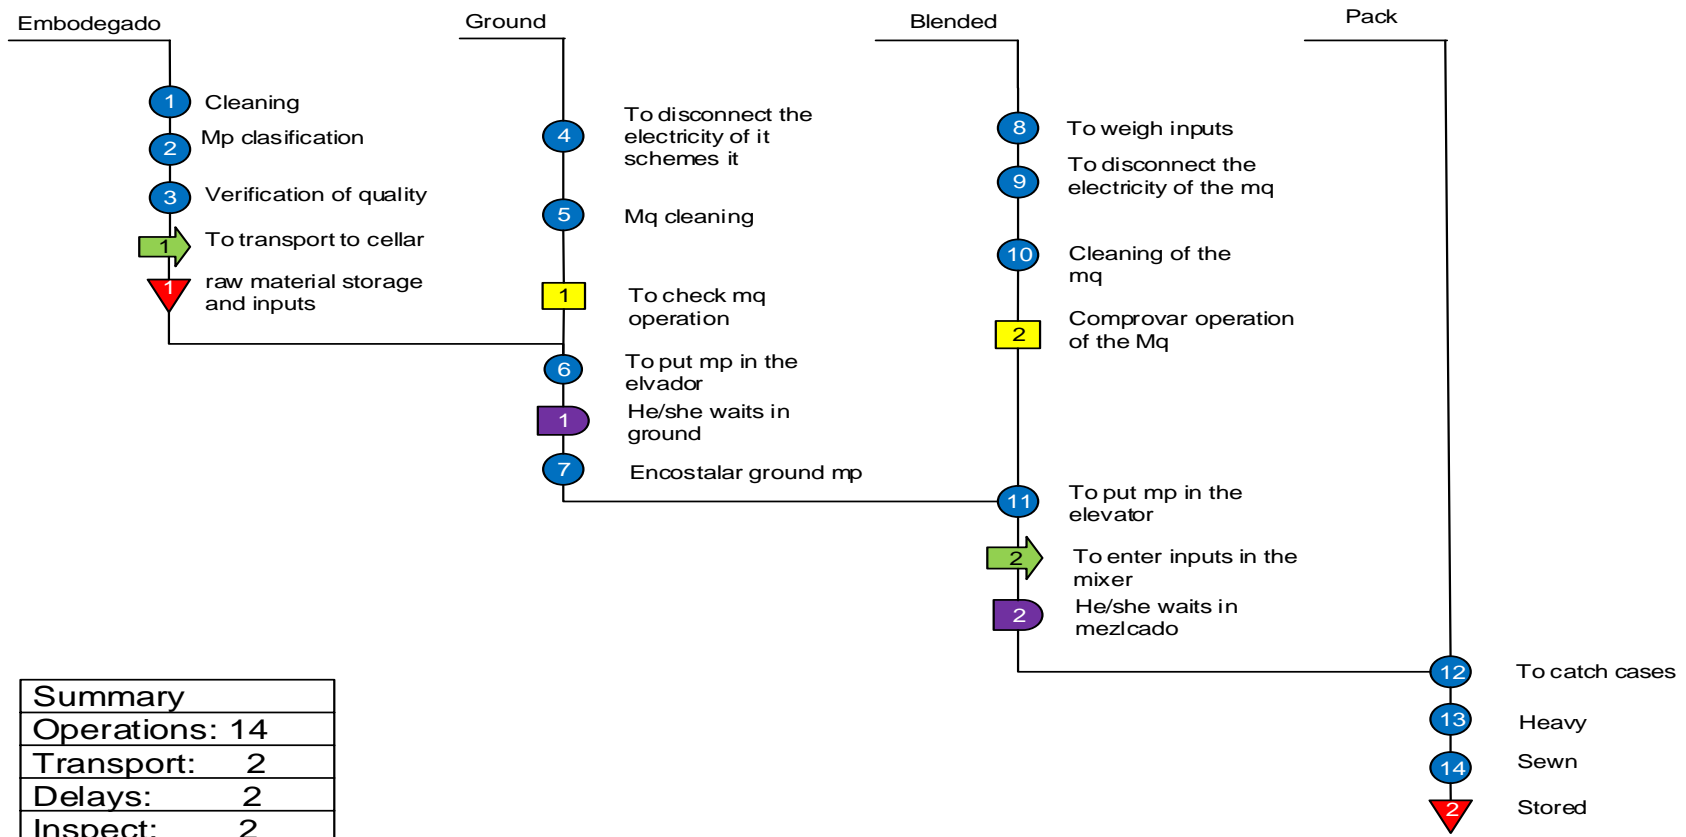 Embodegado
Ground
Blended
Pack
1 Cleaning
2 Mp clasification
3 Verification of quality
1 To transport to cellar
1 raw material storage
and inputs
4 To disconnect the
electricity of it
schemes it
5 Mq cleaning
1 To check mq
operation
6 To put mp in the
elvador
1 He/she waits in
ground
7 Encostalar ground mp
8 To weigh inputs
9 To disconnect the
electricity of the mq
10 Cleaning of the
mq
2 Comprovar operation
of the Mq
11 To put mp in the
elevator
2 To enter inputs in the
mixer
2 He/she waits in
mezlcado
12 To catch cases
13 Heavy
14 Sewn
2 Stored
Summary
Operations: 14
Transport: 2
Delays: 2
Inspect: 2